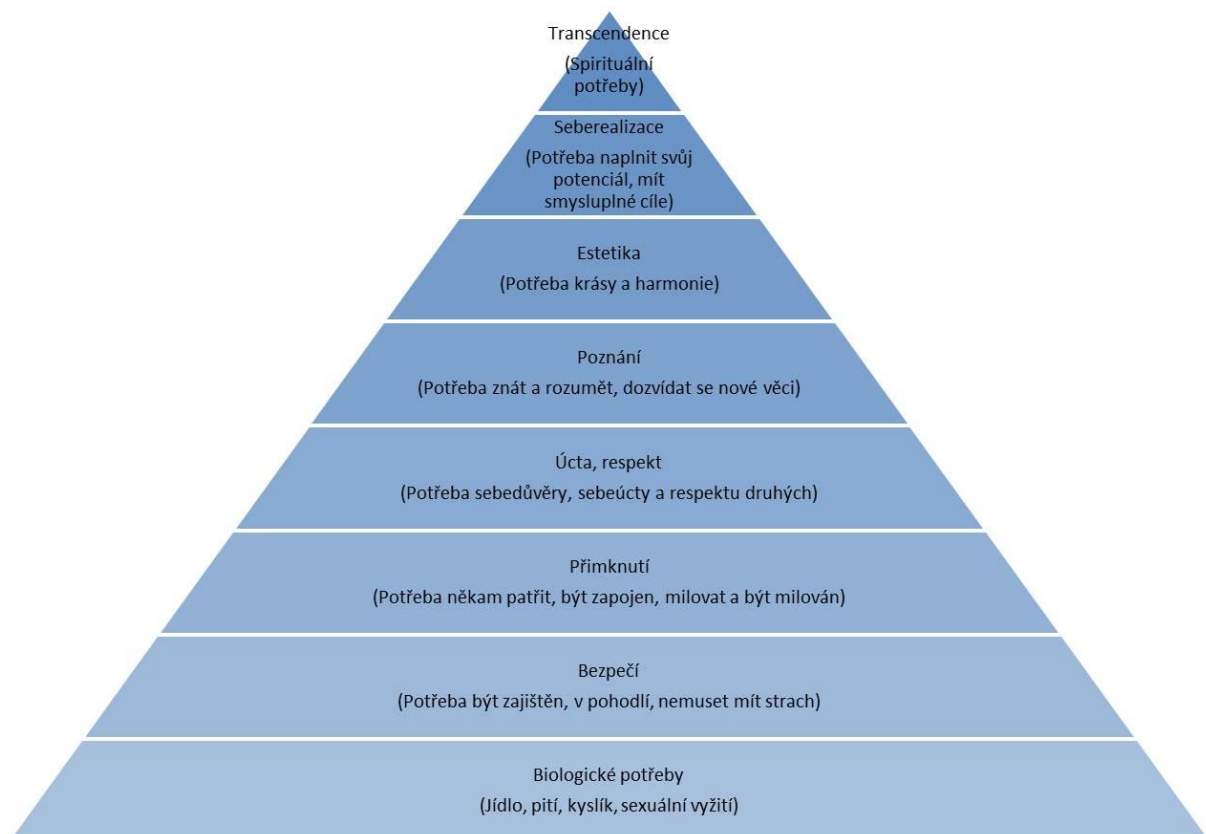 Transcendence
(Spirituální
potřeby)
Seberealizace
(Potřeba naplnit svůj
potenciál, mít
smysluplné cíle)
Estetika
(Potřeba krásy a harmonie)
Poznání
(Potřeba znát a rozumět, dozvídat se nové věci)
Úcta, respekt
(Potřeba sebedůvěry, sebeúcty a respektu druhých)
Přimknutí
(Potřeba někam patřit, být zapojen, milovat a být milován)
Bezpečí
(Potřeba být zajištěn, v pohodlí, nemuset mít strach)
Biologické potřeby
(Jídlo, pití, kyslík, sexuální vyžití)